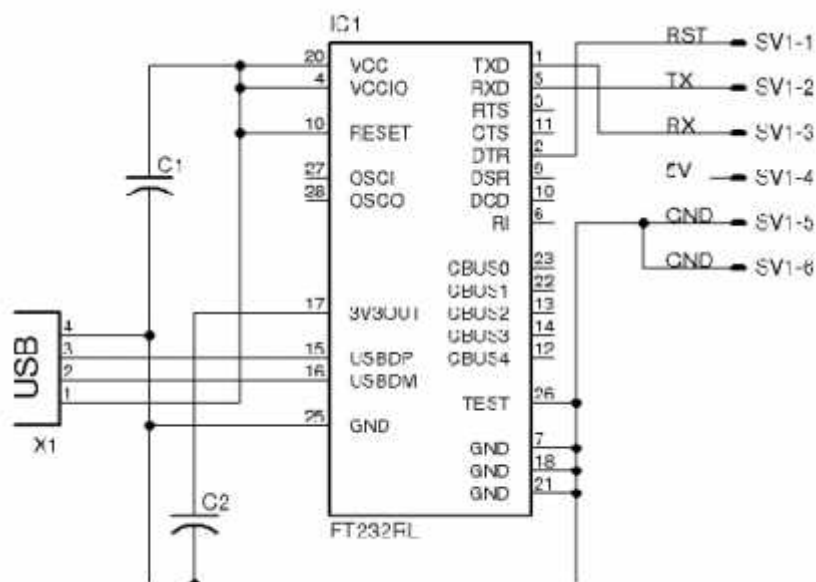 IC1
20 VCC TXD 1 RST SV1-1
4 VCCIO RXD 5 TX SV1-2
RTS 3
10 RESET CTS 11 RX SV1-3
DTR 2
C1
27 OSCI DSR 9 5V SV1-4
28 OSCO DCD 10
RI 6 GND SV1-5
GND SV1-6
CBUS0 23
CBUS1 22
17 3V3OUT CBUS2 13
4 CBUS3 14
3 15 USBDP CBUS4 12
2 16 USBDM
1 TEST 26
USB
25 GND
X1
GND 7
GND 18
GND 21
C2
FT232RL